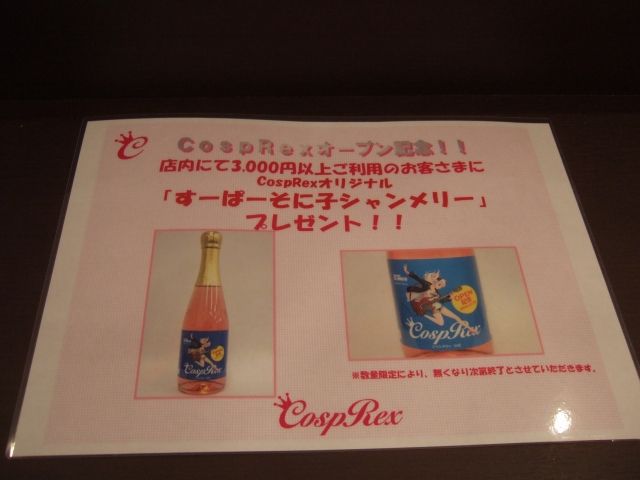 C
CospRexオープン記念!!
店内にて3,000円以上ご利用のお客さまに
CospRexオリジナル
「すーぱーそに子シャンメリー」
プレゼント!!
CospRex
OPEN
記念
CospRex
※数量限定により、無くなり次第終了とさせていただきます。
CospRex